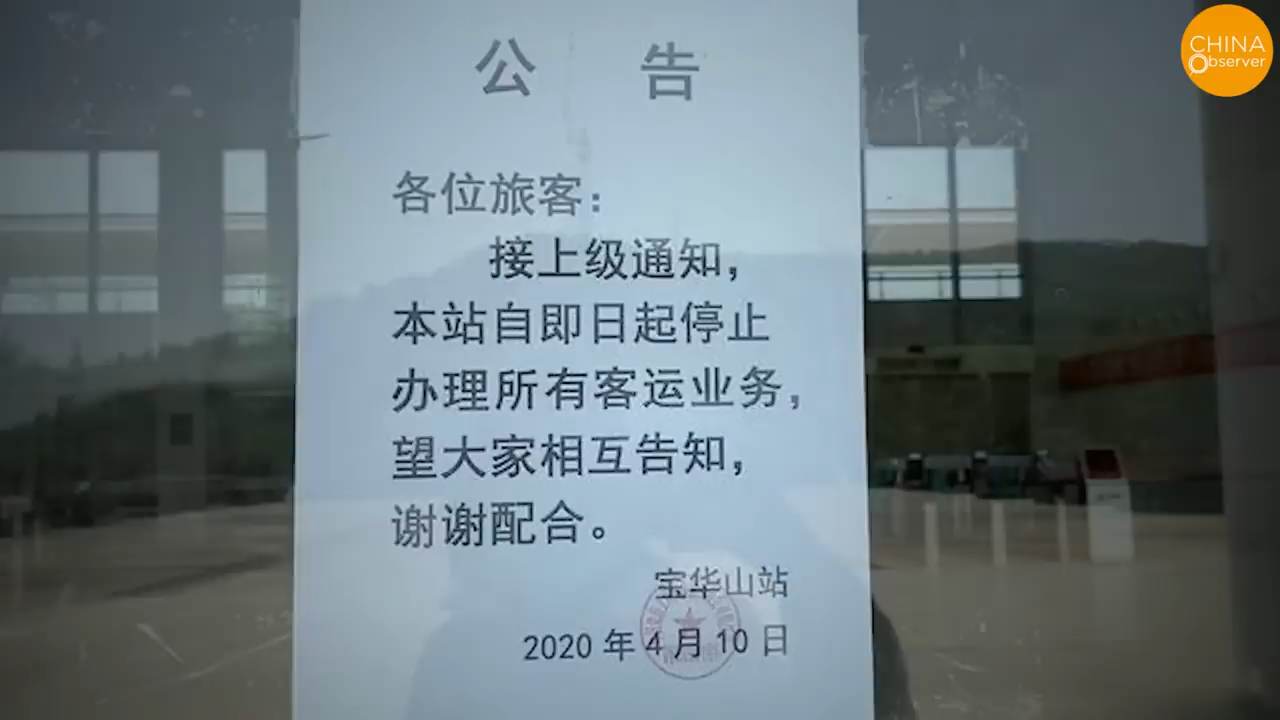 CHINA
Observer
公 告
各位旅客：
接上级通知，
本站自即日起停止
办理所有客运业务，
望大家相互告知，
谢谢配合。
宝华山站
2020 年 4 月 10 日